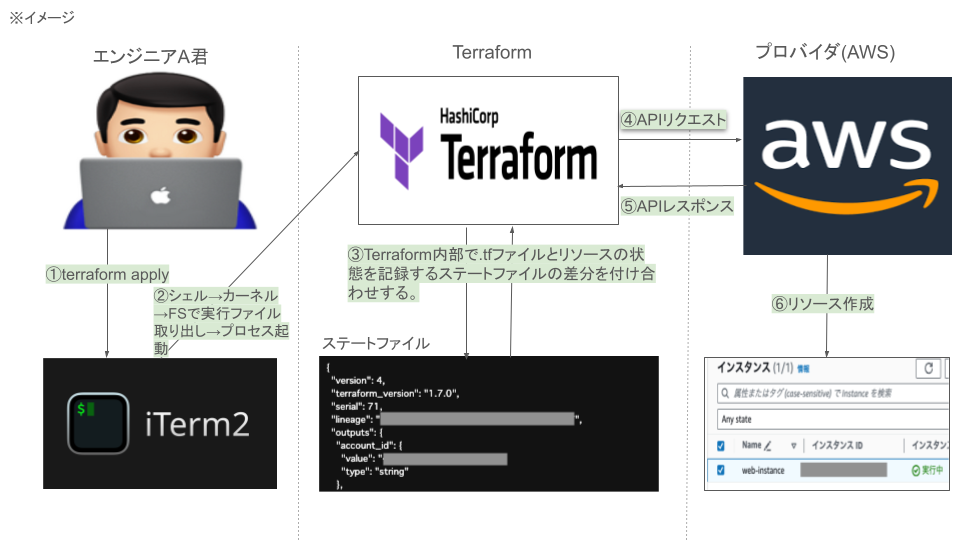 ※イメージ
エンジニアA君
Terraform
プロバイダ(AWS)
HashiCorp
Terraform
aws
④APIリクエスト
⑤APIレスポンス
①terraform apply
②シェル→カーネル
→FSで実行ファイル
取り出し→プロセス起
動
③Terraform内部で.tfファイルとリソースの状
態を記録するステートファイルの差分を付け合
わせする。
⑥リソース作成
$
iTerm2
ステートファイル
{
"version": 4,
"terraform_version": "1.7.0",
"serial": 71,
"lineage": "
",
"outputs": {
"account_id": {
"value": "
"type": "string"
},
インスタンス (1/1) 情報
属性またはタグ (case-sensitive) で Instance を検索
Any state
Name
インスタンス ID
インスタン
web-instance
実行中